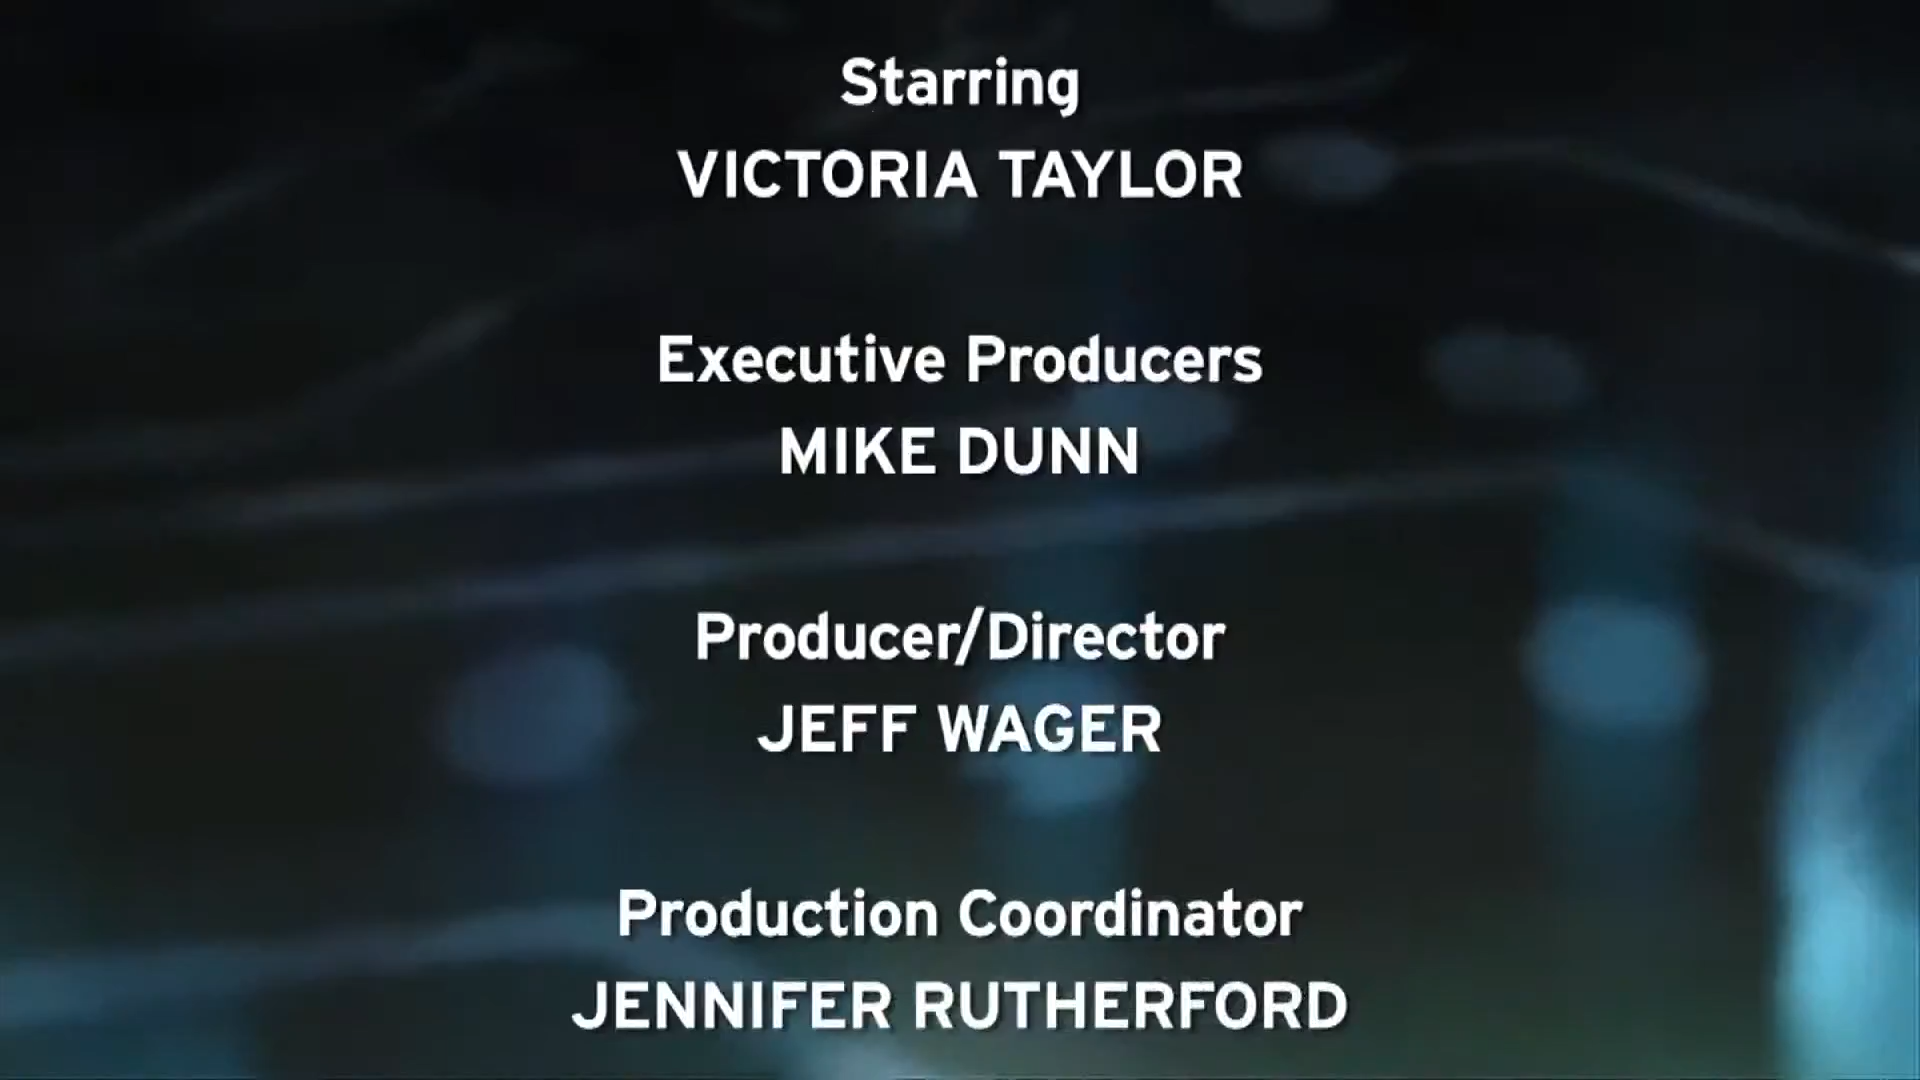 Starring
VICTORIA TAYLOR
Executive Producers
MIKE DUNN
Producer/Director
JEFF WAGER
Production Coordinator
JENNIFER RUTHERFORD